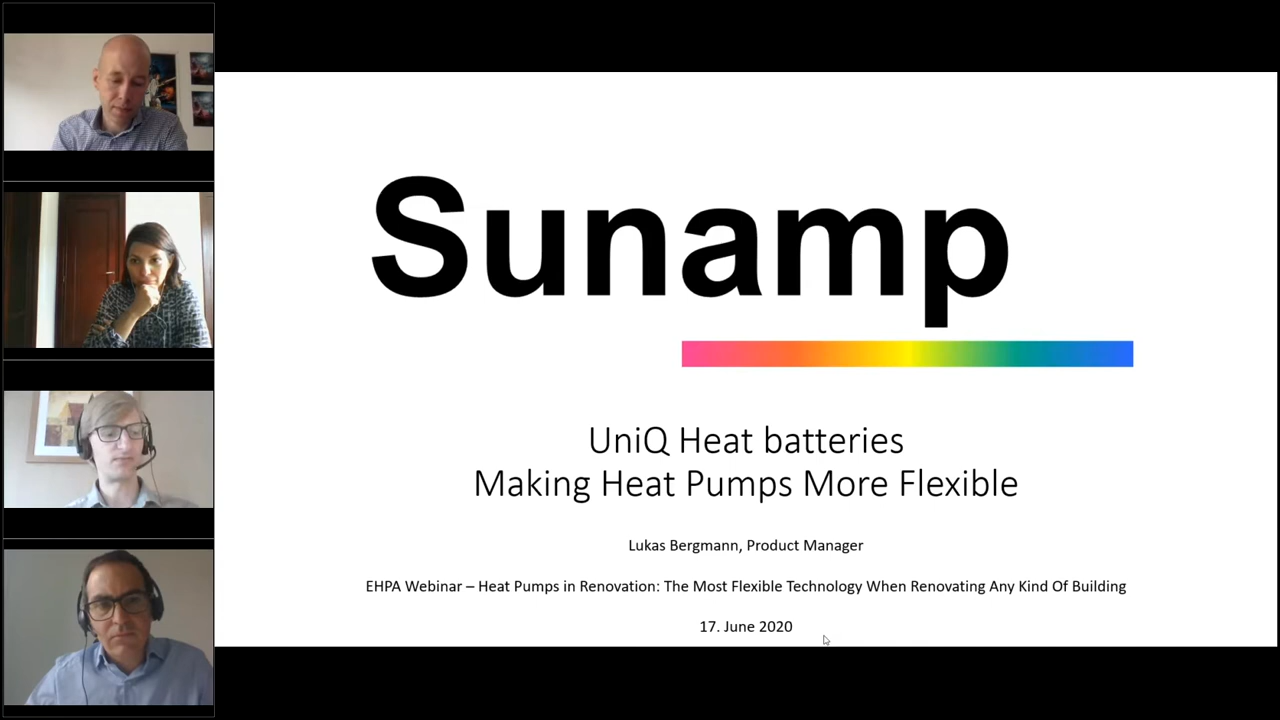 Sunamp
UniQ Heat batteries
Making Heat Pumps More Flexible
Lukas Bergmann, Product Manager
EHPA Webinar – Heat Pumps in Renovation: The Most Flexible Technology When Renovating Any Kind Of Building
17. June 2020